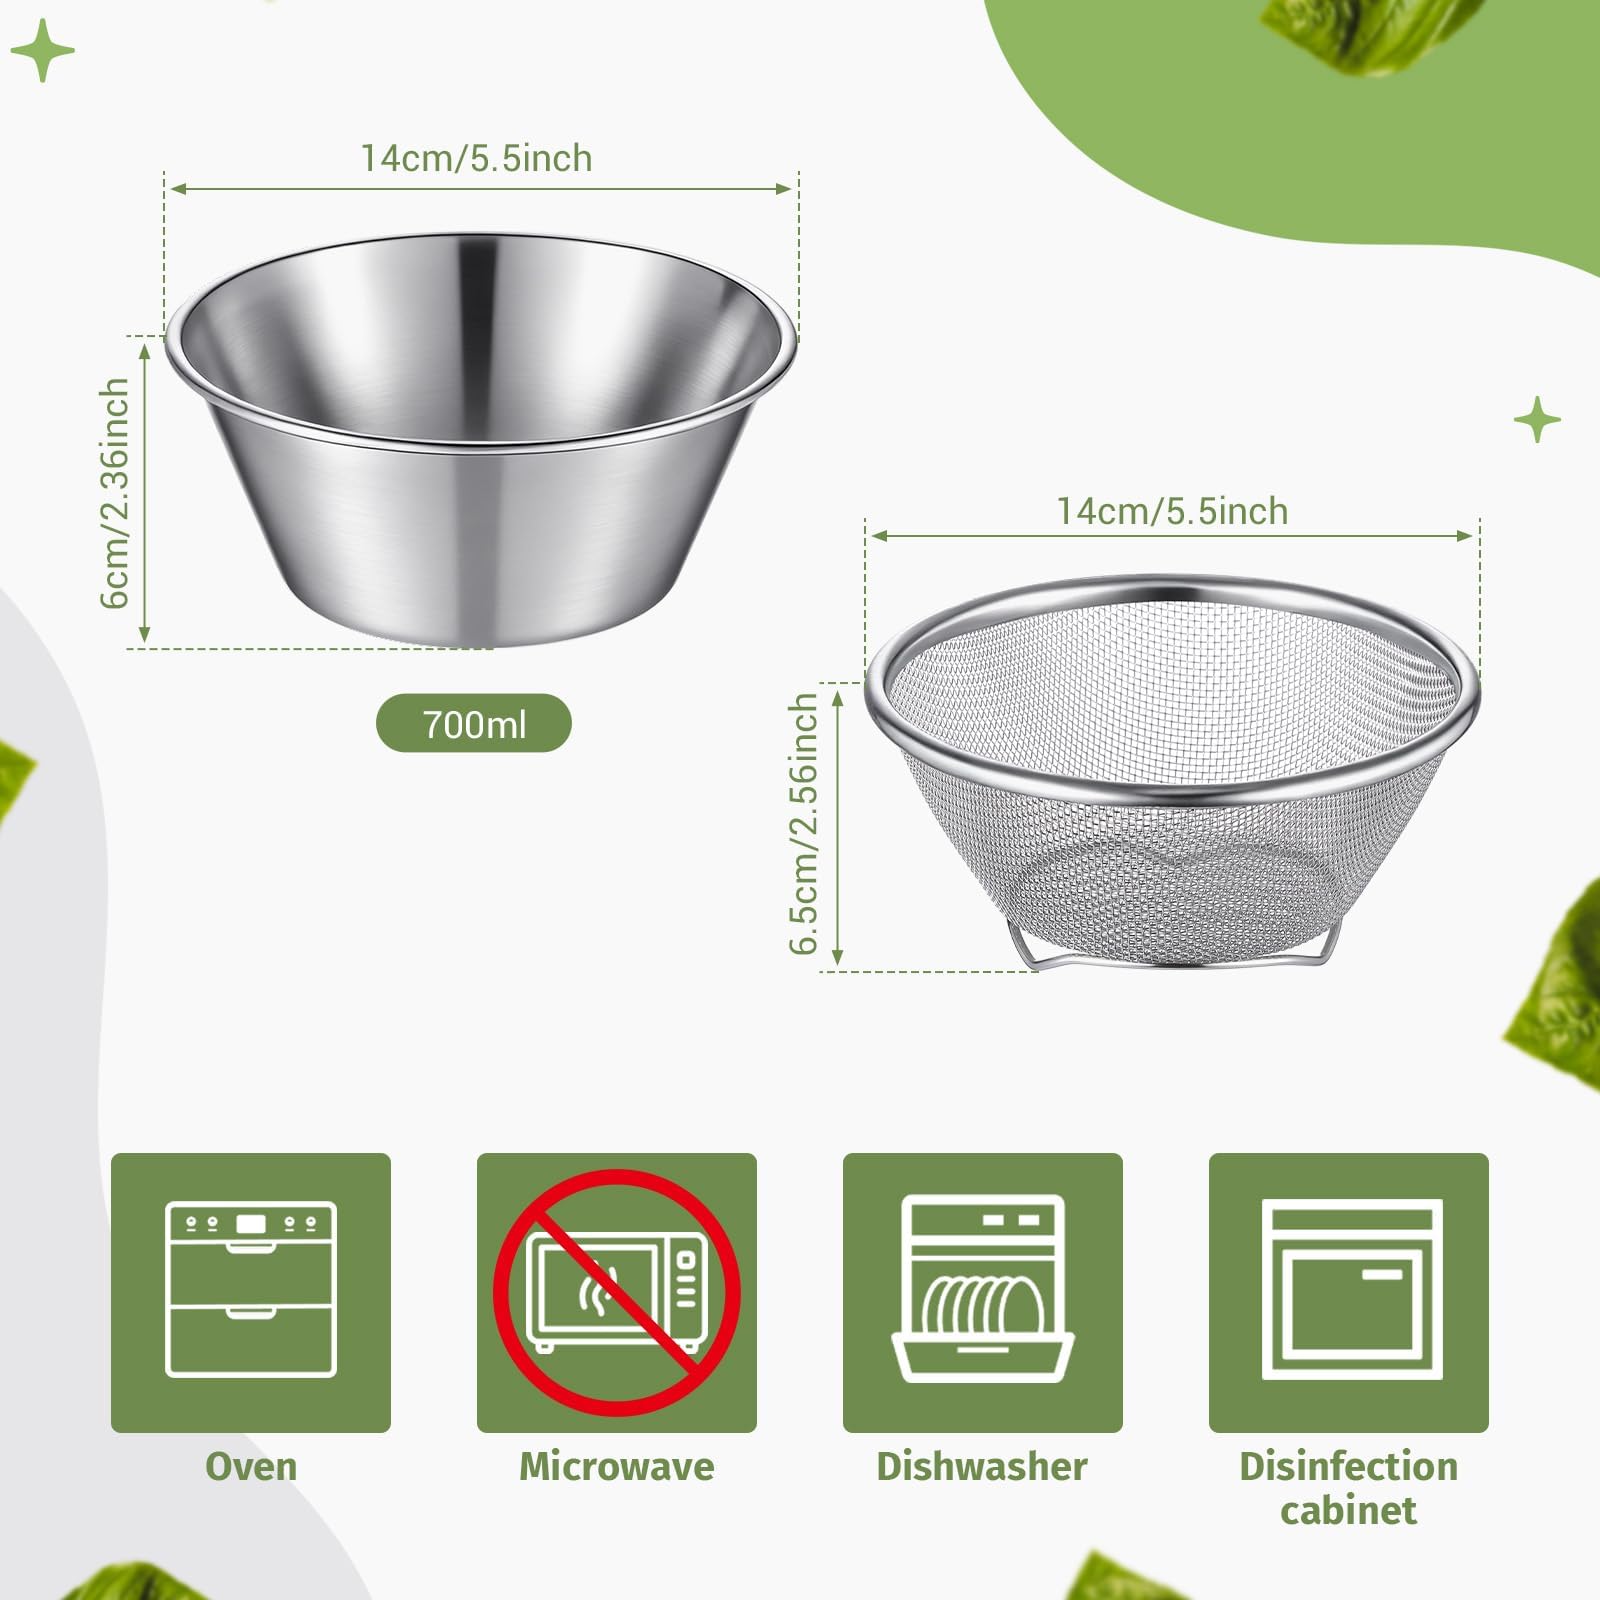 14cm/5.5inch
6cm/2.36inch
700ml
14cm/5.5inch
6.5cm/2.56inch
Oven
Microwave
Dishwasher
Disinfection
cabinet